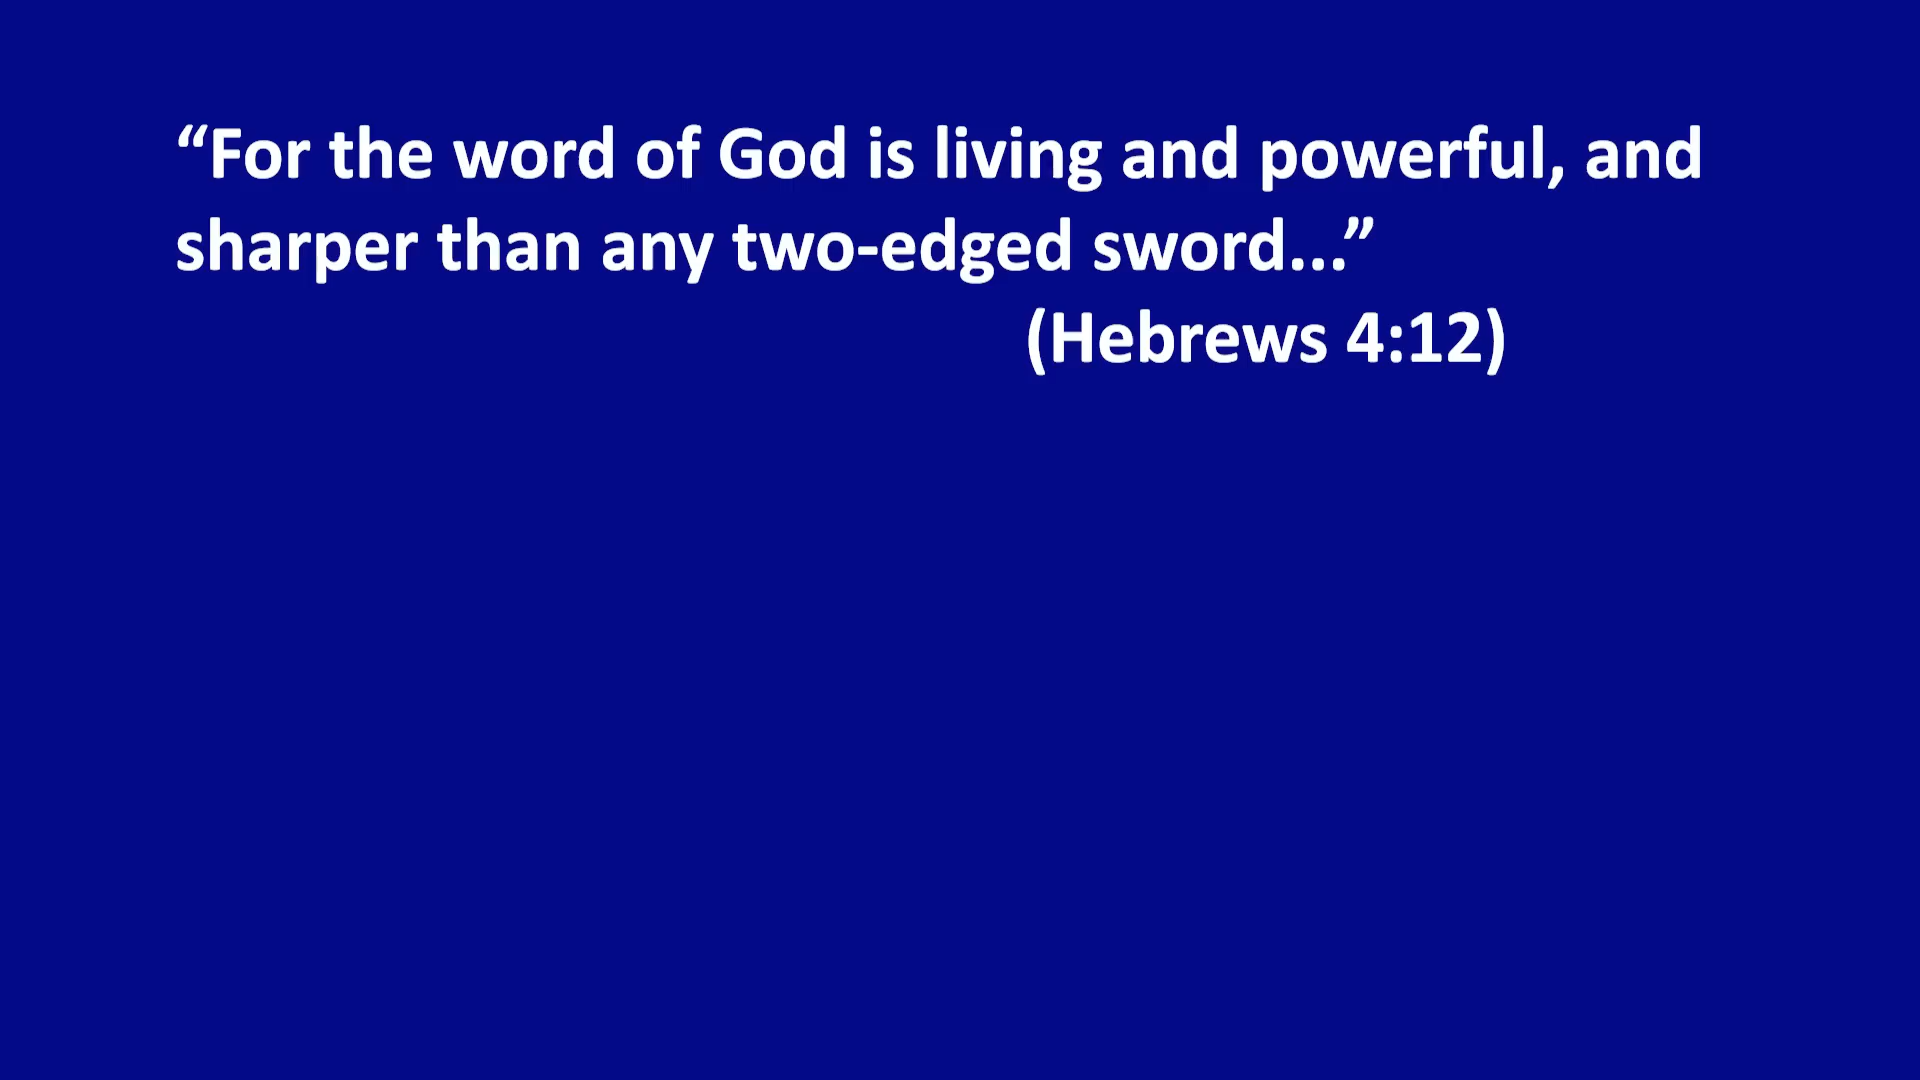 “For the word of God is living and powerful, and
sharper than any two-edged sword...”
(Hebrews 4:12)